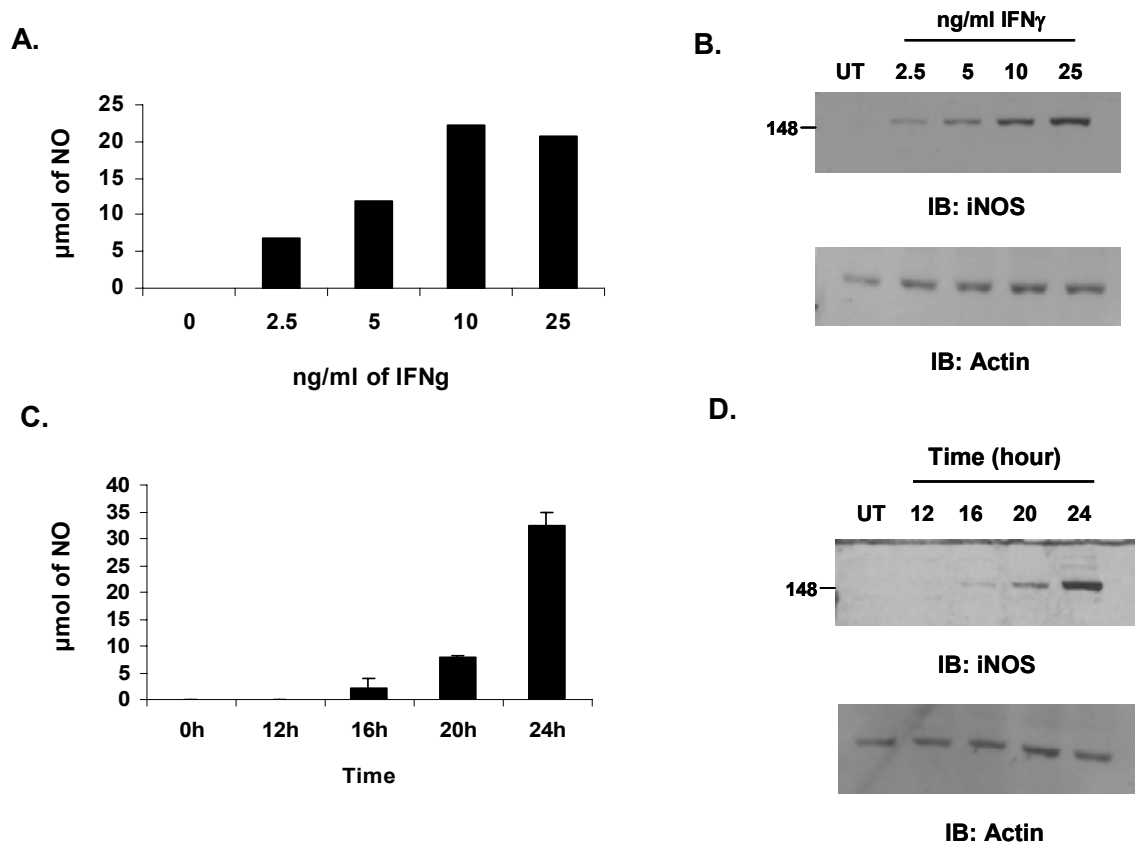 A.
25
20
15
10
5
0
µmol of NO
0 2.5 5 10 25
ng/ml of IFNg
B.
ng/ml IFNγ
UT 2.5 5 10 25
148
IB: iNOS
IB: Actin
C.
40
35
30
25
20
15
10
5
0
µmol of NO
0h 12h 16h 20h 24h
Time
D.
Time (hour)
UT 12 16 20 24
148
IB: iNOS
IB: Actin